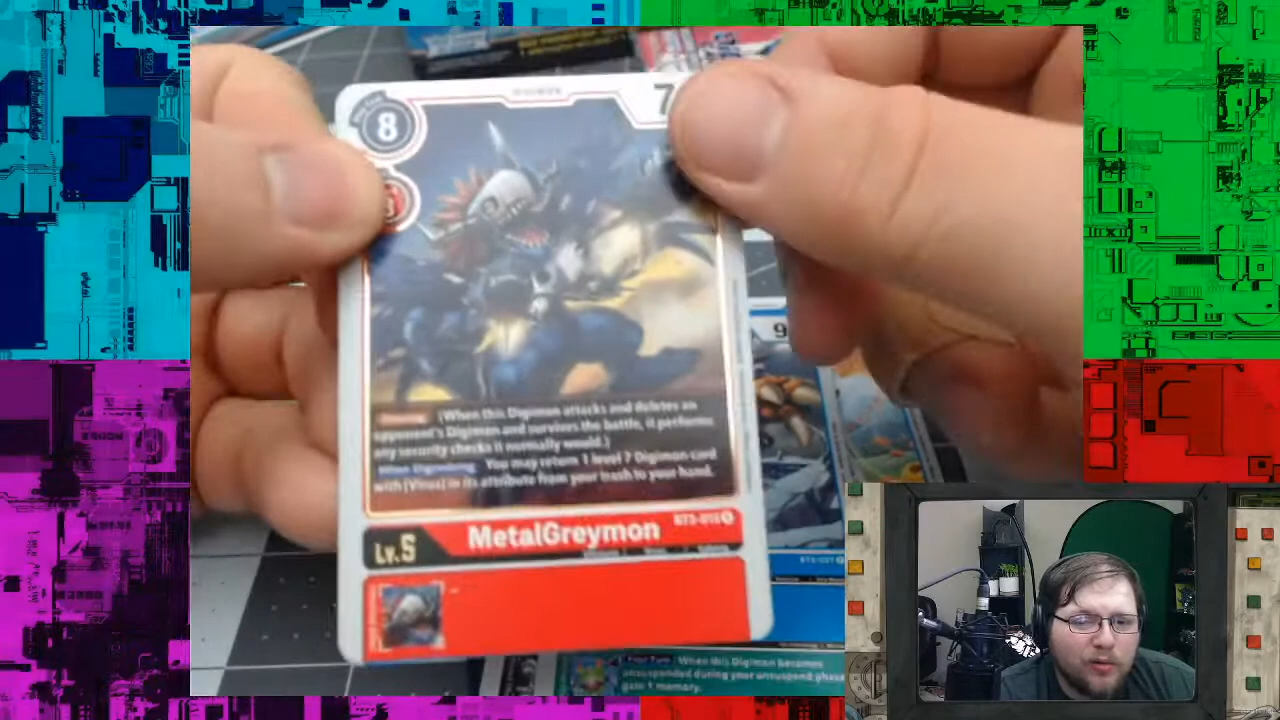 8
7
(When this Digimon attacks and deletes an
opponent's Digimon and survives the battle, it performs
any security checks it normally would.)
When Digivolving You may return 1 level 7 Digimon card
with [Virus] in its attribute from your trash to your hand.
Lv.5 MetalGreymon
9
When this Digimon becomes
unsuspended during your unsuspend phase
gain 1 memory.